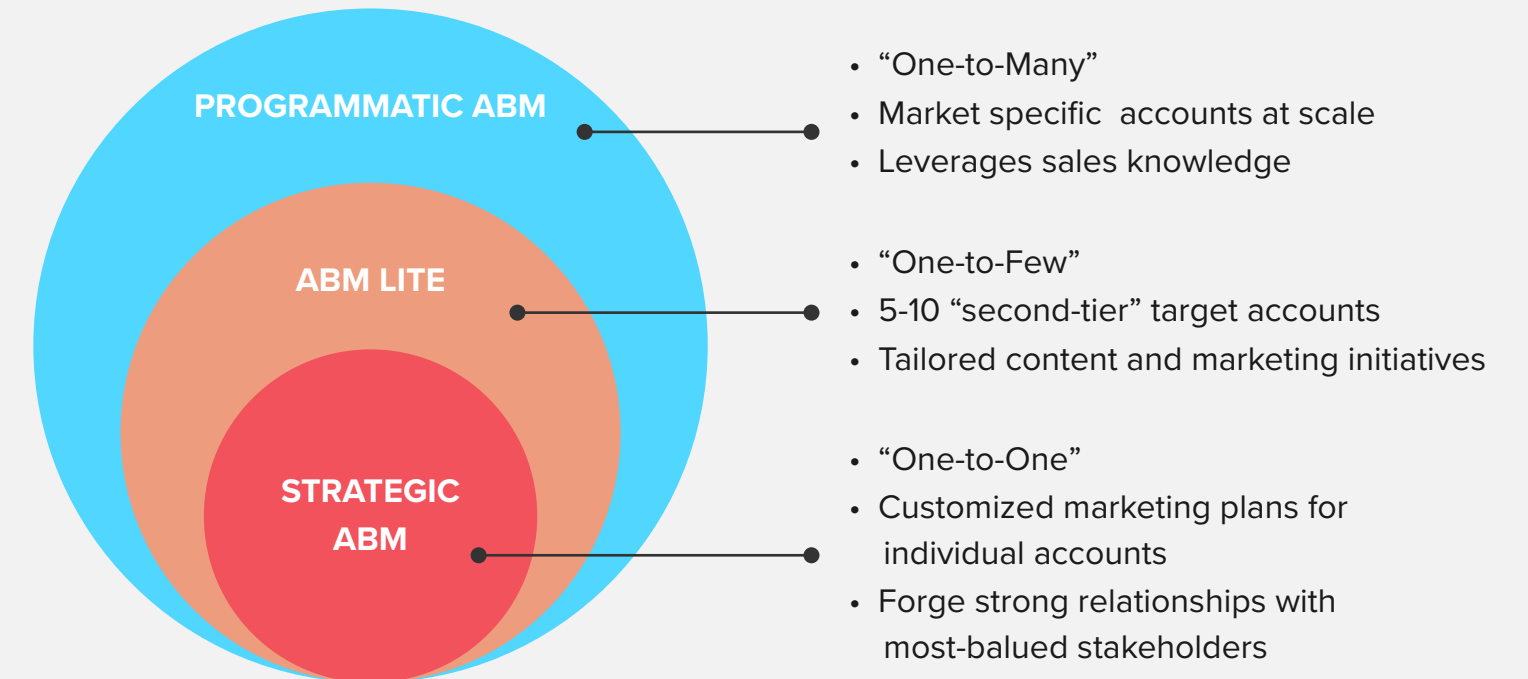 PROGRAMMATIC ABM
• “One-to-Many”
• Market specific  accounts at scale
• Leverages sales knowledge
ABM LITE
• “One-to-Few”
• 5-10 “second-tier” target accounts
• Tailored content and marketing initiatives
STRATEGIC
ABM
• “One-to-One”
• Customized marketing plans for
individual accounts
• Forge strong relationships with
most-balued stakeholders